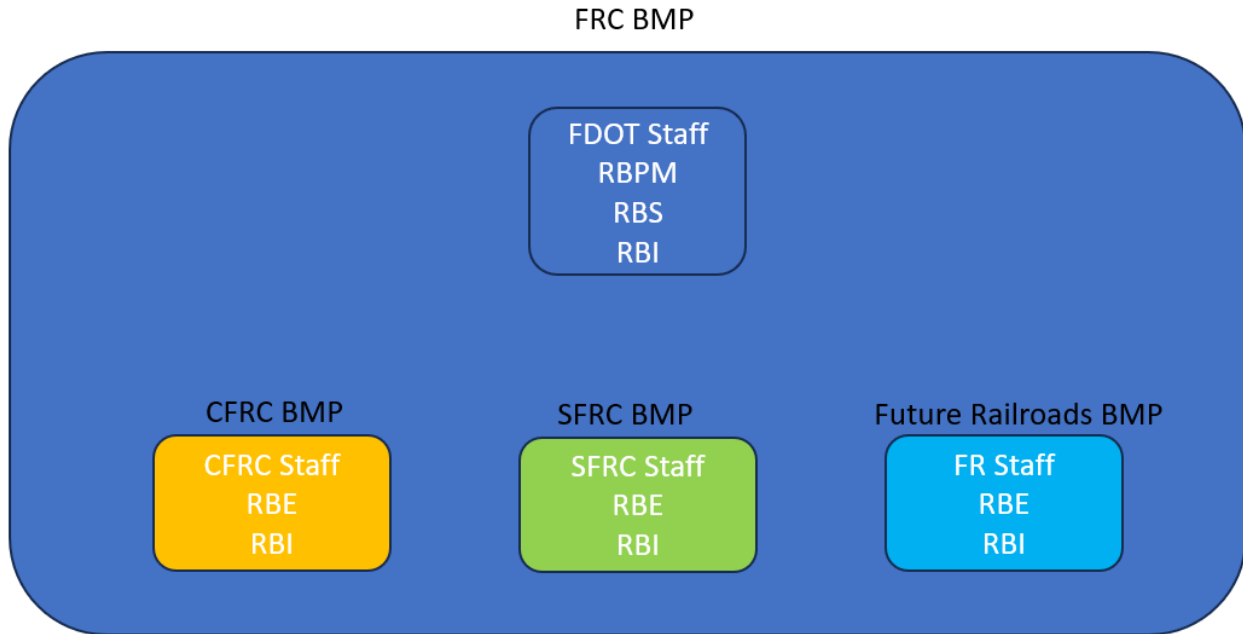 FRC BMP
FDOT Staff
RBPM
RBS
RBI
CFRC BMP
CFRC Staff
RBE
RBI
SFRC BMP
SFRC Staff
RBE
RBI
Future Railroads BMP
FR Staff
RBE
RBI